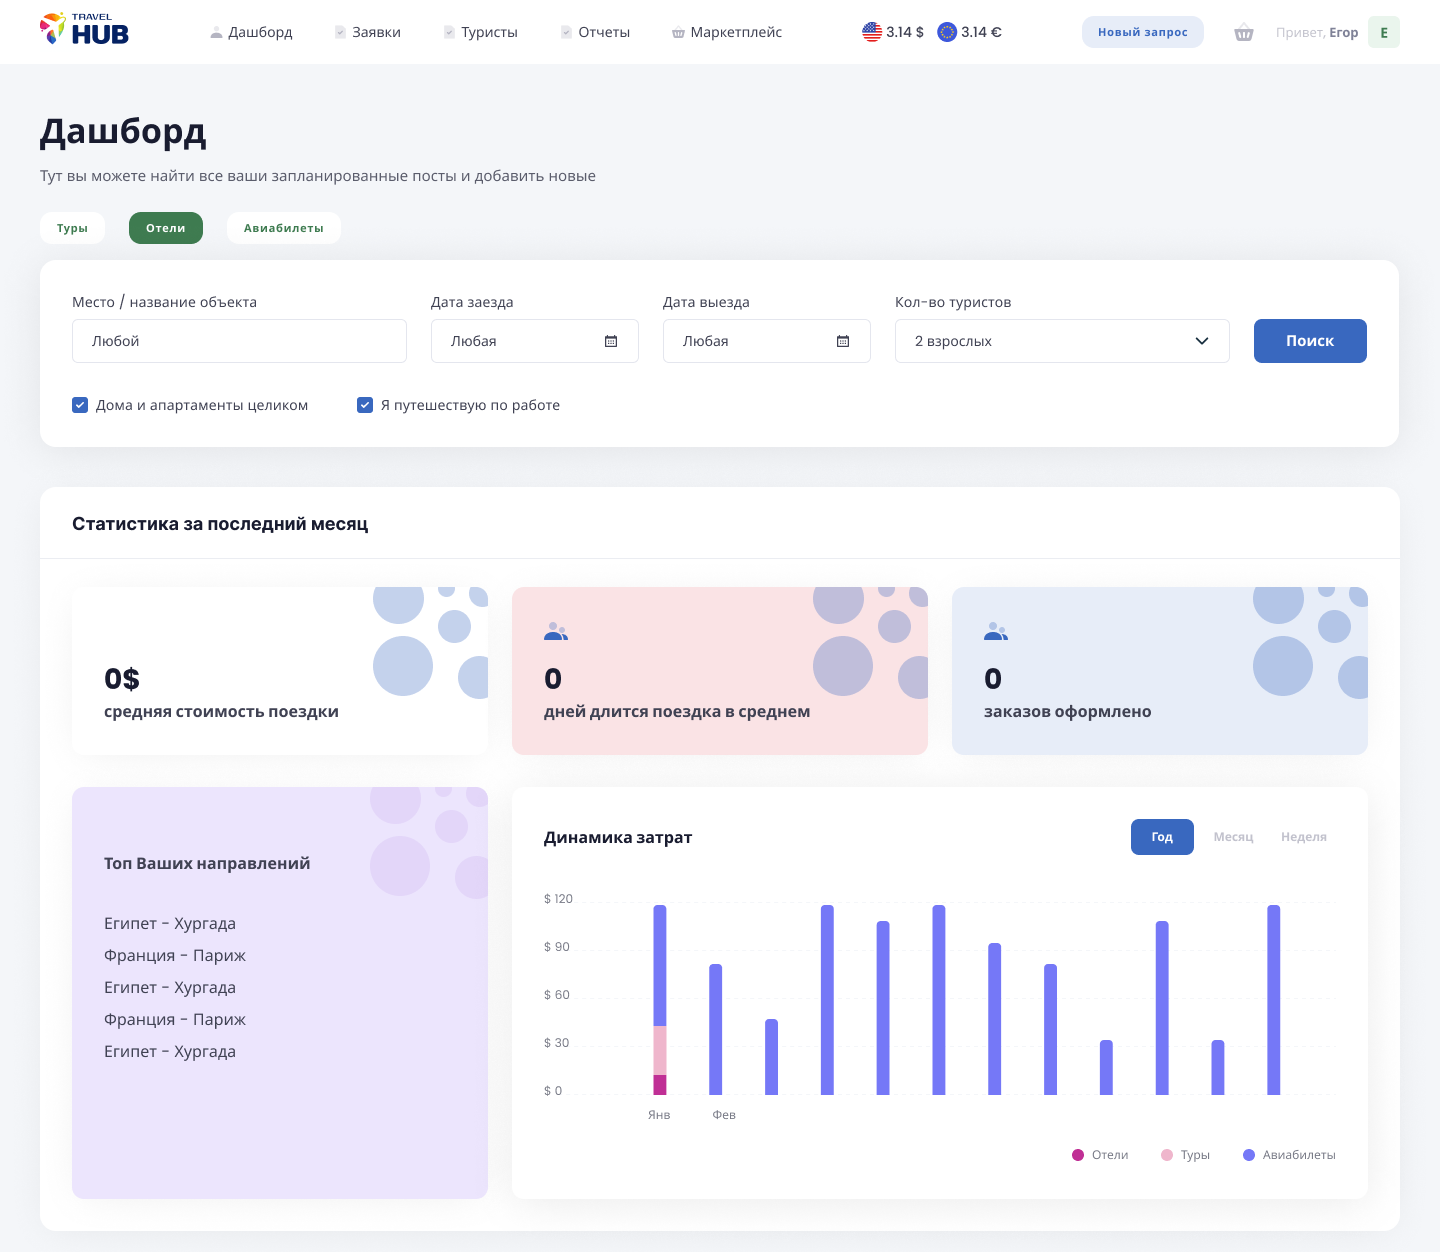 TRAVEL
HUB
Дашборд
Заявки
Туристы
Отчеты
Маркетплейс
3.14 $
3.14 €
Новый запрос
Привет, Егор
E
Дашборд
Тут вы можете найти все ваши запланированные посты и добавить новые
Туры
Отели
Авиабилеты
Место / название объекта
Дата заезда
Дата выезда
Кол-во туристов
Любой
Любая
Любая
2 взрослых
Поиск
Дома и апартаменты целиком
Я путешествую по работе
Статистика за последний месяц
0$
средняя стоимость поездки
0
дней длится поездка в среднем
0
заказов оформлено
Топ Ваших направлений
Египет - Хургада
Франция - Париж
Египет - Хургада
Франция - Париж
Египет - Хургада
Динамика затрат
Год
Месяц
Неделя
$ 120
$ 90
$ 60
$ 30
$ 0
Янв
Фев
Отели
Туры
Авиабилеты